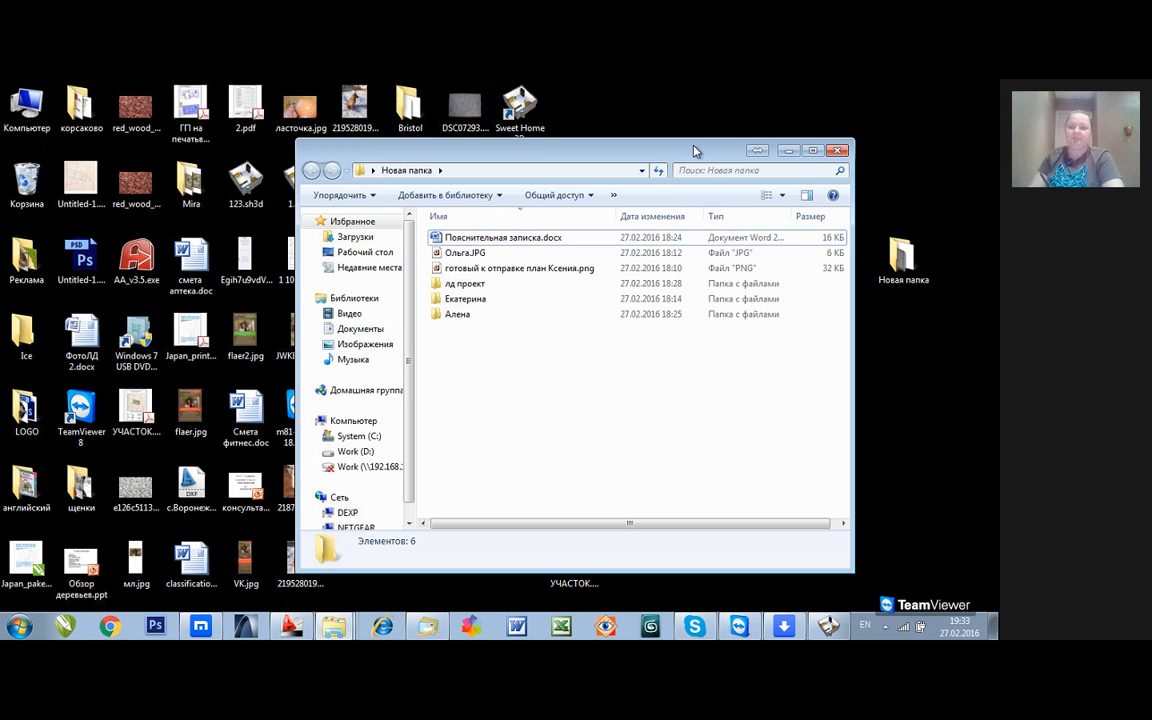 Компьютер
корсаково
red_wood_...
ГП на печатьв...
2.pdf
ласточка.jpg
219528019...
Bristol
DSC07293....
Sweet Home
Корзина
Untitled-1....
red_wood_...
Mira
123.sh3d
Реклама
Untitled-1....
AA_v3.5.exe
смета аптека.doc
Egih7u9vdV...
Ice
ФотоЛД 2.docx
Windows 7 USB DVD...
Japan_print...
flaer2.jpg
LOGO
TeamViewer 8
УЧАСТОК....
flaer.jpg
Смета фитнес.doc
английский
щенки
e126c5113...
с.Воронеж...
консульта...
Japan_pake...
Обзор деревьев.ppt
мл.jpg
classificatio...
VK.jpg
219528019...
УЧАСТОК....
Новая папка
Новая папка
Поиск: Новая папка
Упорядочить
Добавить в библиотеку
Общий доступ
»
Имя
Дата изменения
Тип
Размер
Избранное
Загрузки
Рабочий стол
Недавние места
Библиотеки
Видео
Документы
Изображения
Музыка
Домашняя группа
Компьютер
System (C:)
Work (D:)
Work (\\192.168.
Сеть
DEXP
NETGEAR
Пояснительная записка.docx 27.02.2016 18:24 Документ Word 2... 16 КБ
Ольга.JPG 27.02.2016 18:12 Файл "JPG" 6 КБ
готовый к отправке план Ксения.png 27.02.2016 18:10 Файл "PNG" 32 КБ
лд проект 27.02.2016 18:28 Папка с файлами
Екатерина 27.02.2016 18:14 Папка с файлами
Алена 27.02.2016 18:25 Папка с файлами
Элементов: 6
TeamViewer
EN
19:33
27.02.2016